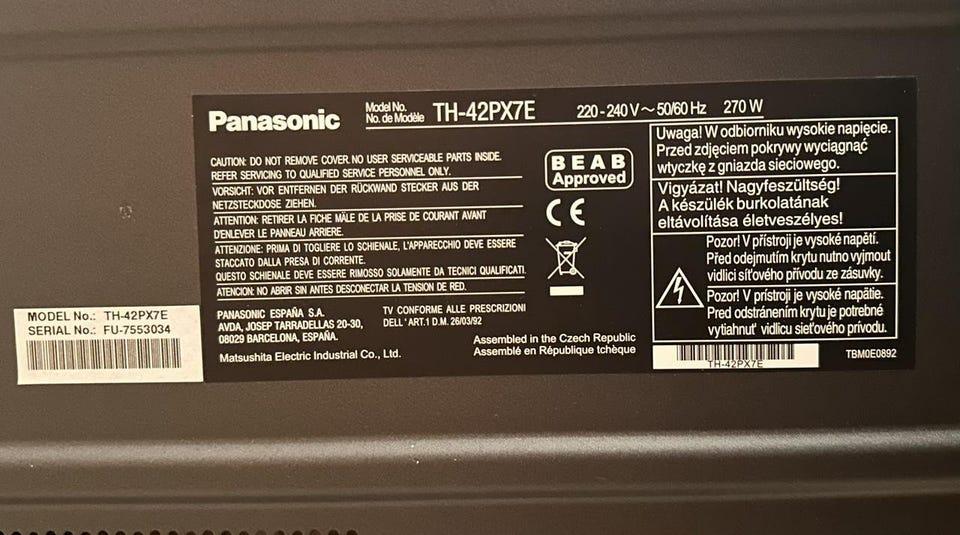 Panasonic
Model No.
No. de Modèle
TH-42PX7E
220 - 240 V ~ 50/60 Hz 270 W
CAUTION: DO NOT REMOVE COVER. NO USER SERVICEABLE PARTS INSIDE.
REFER SERVICING TO QUALIFIED SERVICE PERSONNEL ONLY.
VORSICHT: VOR ENTFERNEN DER RÜCKWAND STECKER AUS DER
NETZSTECKDOSE ZIEHEN.
ATTENTION: RETIRER LA FICHE MÂLE DE LA PRISE DE COURANT AVANT
D'ENLEVER LE PANNEAU ARRIERE.
ATTENZIONE: PRIMA DI TOGLIERE LO SCHIENALE, L'APPARECCHIO DEVE ESSERE
STACCATO DALLA PRESA DI CORRENTE.
QUESTO SCHIENALE DEVE ESSERE RIMOSSO SOLAMENTE DA TECNICI QUALIFICATI.
ATENCION: NO ABRIR SIN ANTES DESCONECTAR LA TENSION DE RED.
BEAB
Approved
CE
Uwaga! W odbiorniku wysokie napięcie.
Przed zdjęciem pokrywy wyciągnąć
wtyczkę z gniazda sieciowego.
Vigyázat! Nagyfeszültség!
A készülék burkolatának
eltávolítása életveszélyes!
Pozor! V přístroji je vysoké napětí.
Před odejmutím krytu nutno vyjmout
vidlici síťového přívodu ze zásuvky.
Pozor! V prístroji je vysoké napätie.
Pred odstránením krytu je potrebné
vytiahnuť vidlicu sieťového prívodu.
PANASONIC ESPAÑA S.A.
AVDA, JOSEP TARRADELLAS 20-30,
08029 BARCELONA, ESPAÑA.
TV CONFORME ALLE PRESCRIZIONI
DELL' ART.1 D.M. 26/03/92
Matsushita Electric Industrial Co., Ltd.
Assembled in the Czech Republic
Assemblé en République tchèque
TH-42PX7E
TBM0E0892
MODEL No.: TH-42PX7E
SERIAL No.: FU-7553034